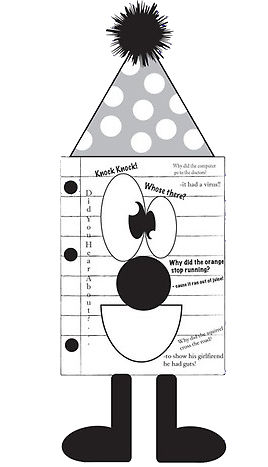 Why did the computer
go to the doctors?
Knock Knock!
-it had a virus!!
Whose there?
Did You Hear About? . . .
Why did the orange
stop running?
- cause it ran out of juice!
Why did the squirrel
cross the road?
-to show his girlfirend
he had guts!